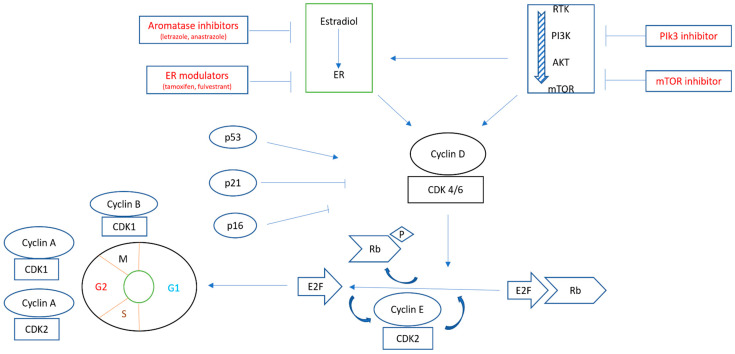 Aromatase inhibitors
(letrazole, anastrazole)
ER modulators
(tamoxifen, fulvestrant)
Estradiol
ER
RTK
PI3K
AKT
mTOR
PIk3 inhibitor
mTOR inhibitor
p53
p21
p16
Cyclin D
CDK 4/6
Cyclin B
CDK1
Cyclin A
CDK1
Cyclin A
CDK2
M
G2
G1
S
E2F
Rb
P
Cyclin E
CDK2
E2F
Rb